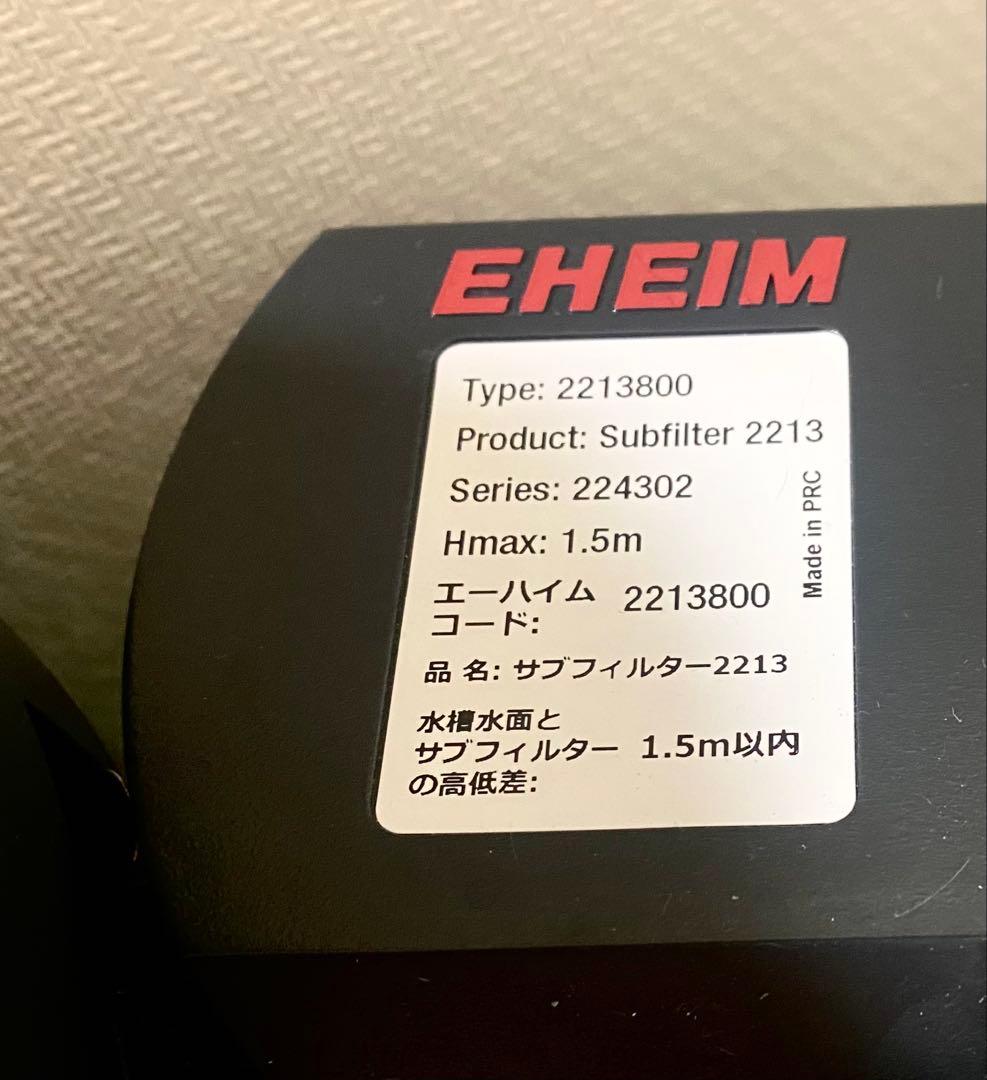 EHEIM
Type: 2213800
Product: Subfilter 2213
Series: 224302
Hmax: 1.5m
Made in PRC
エーハイム
コード: 2213800
品 名: サブフィルター2213
水槽水面と
サブフィルター 1.5m以内
の高低差: